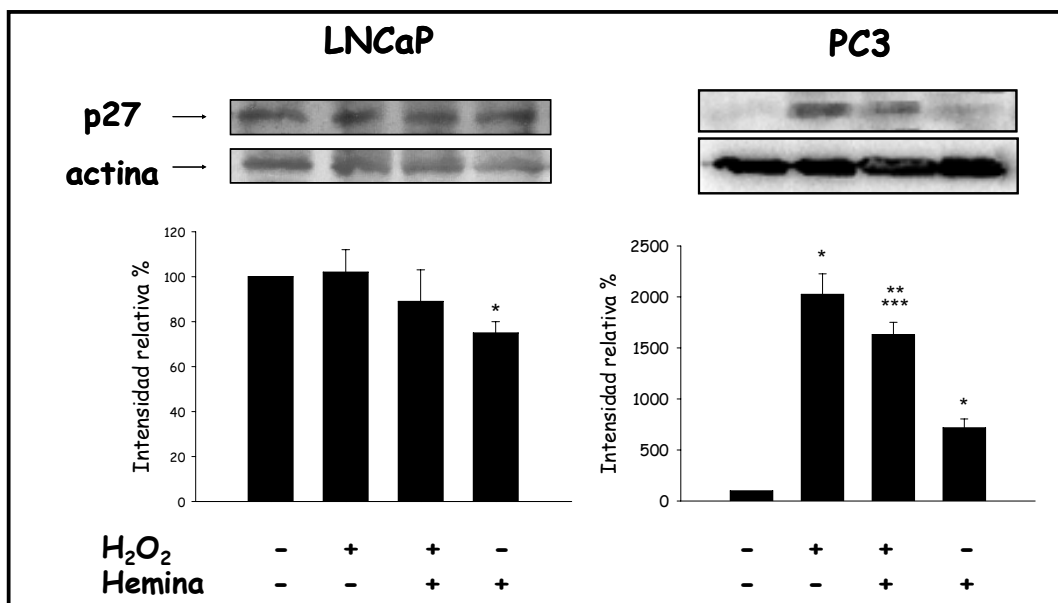 LNCaP PC3
p27
actina
120
100
80
60
40
20
0
Intensidad relativa %
*
2500
2000
1500
1000
500
0
Intensidad relativa %
*
**
***
*
H₂O₂ - + + - - + + -
Hemina - - + + - - + +